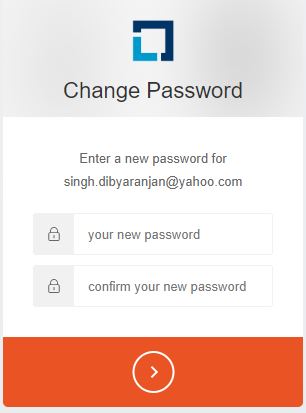 Change Password
Enter a new password for
singh.dibyaranjan@yahoo.com
your new password
confirm your new password